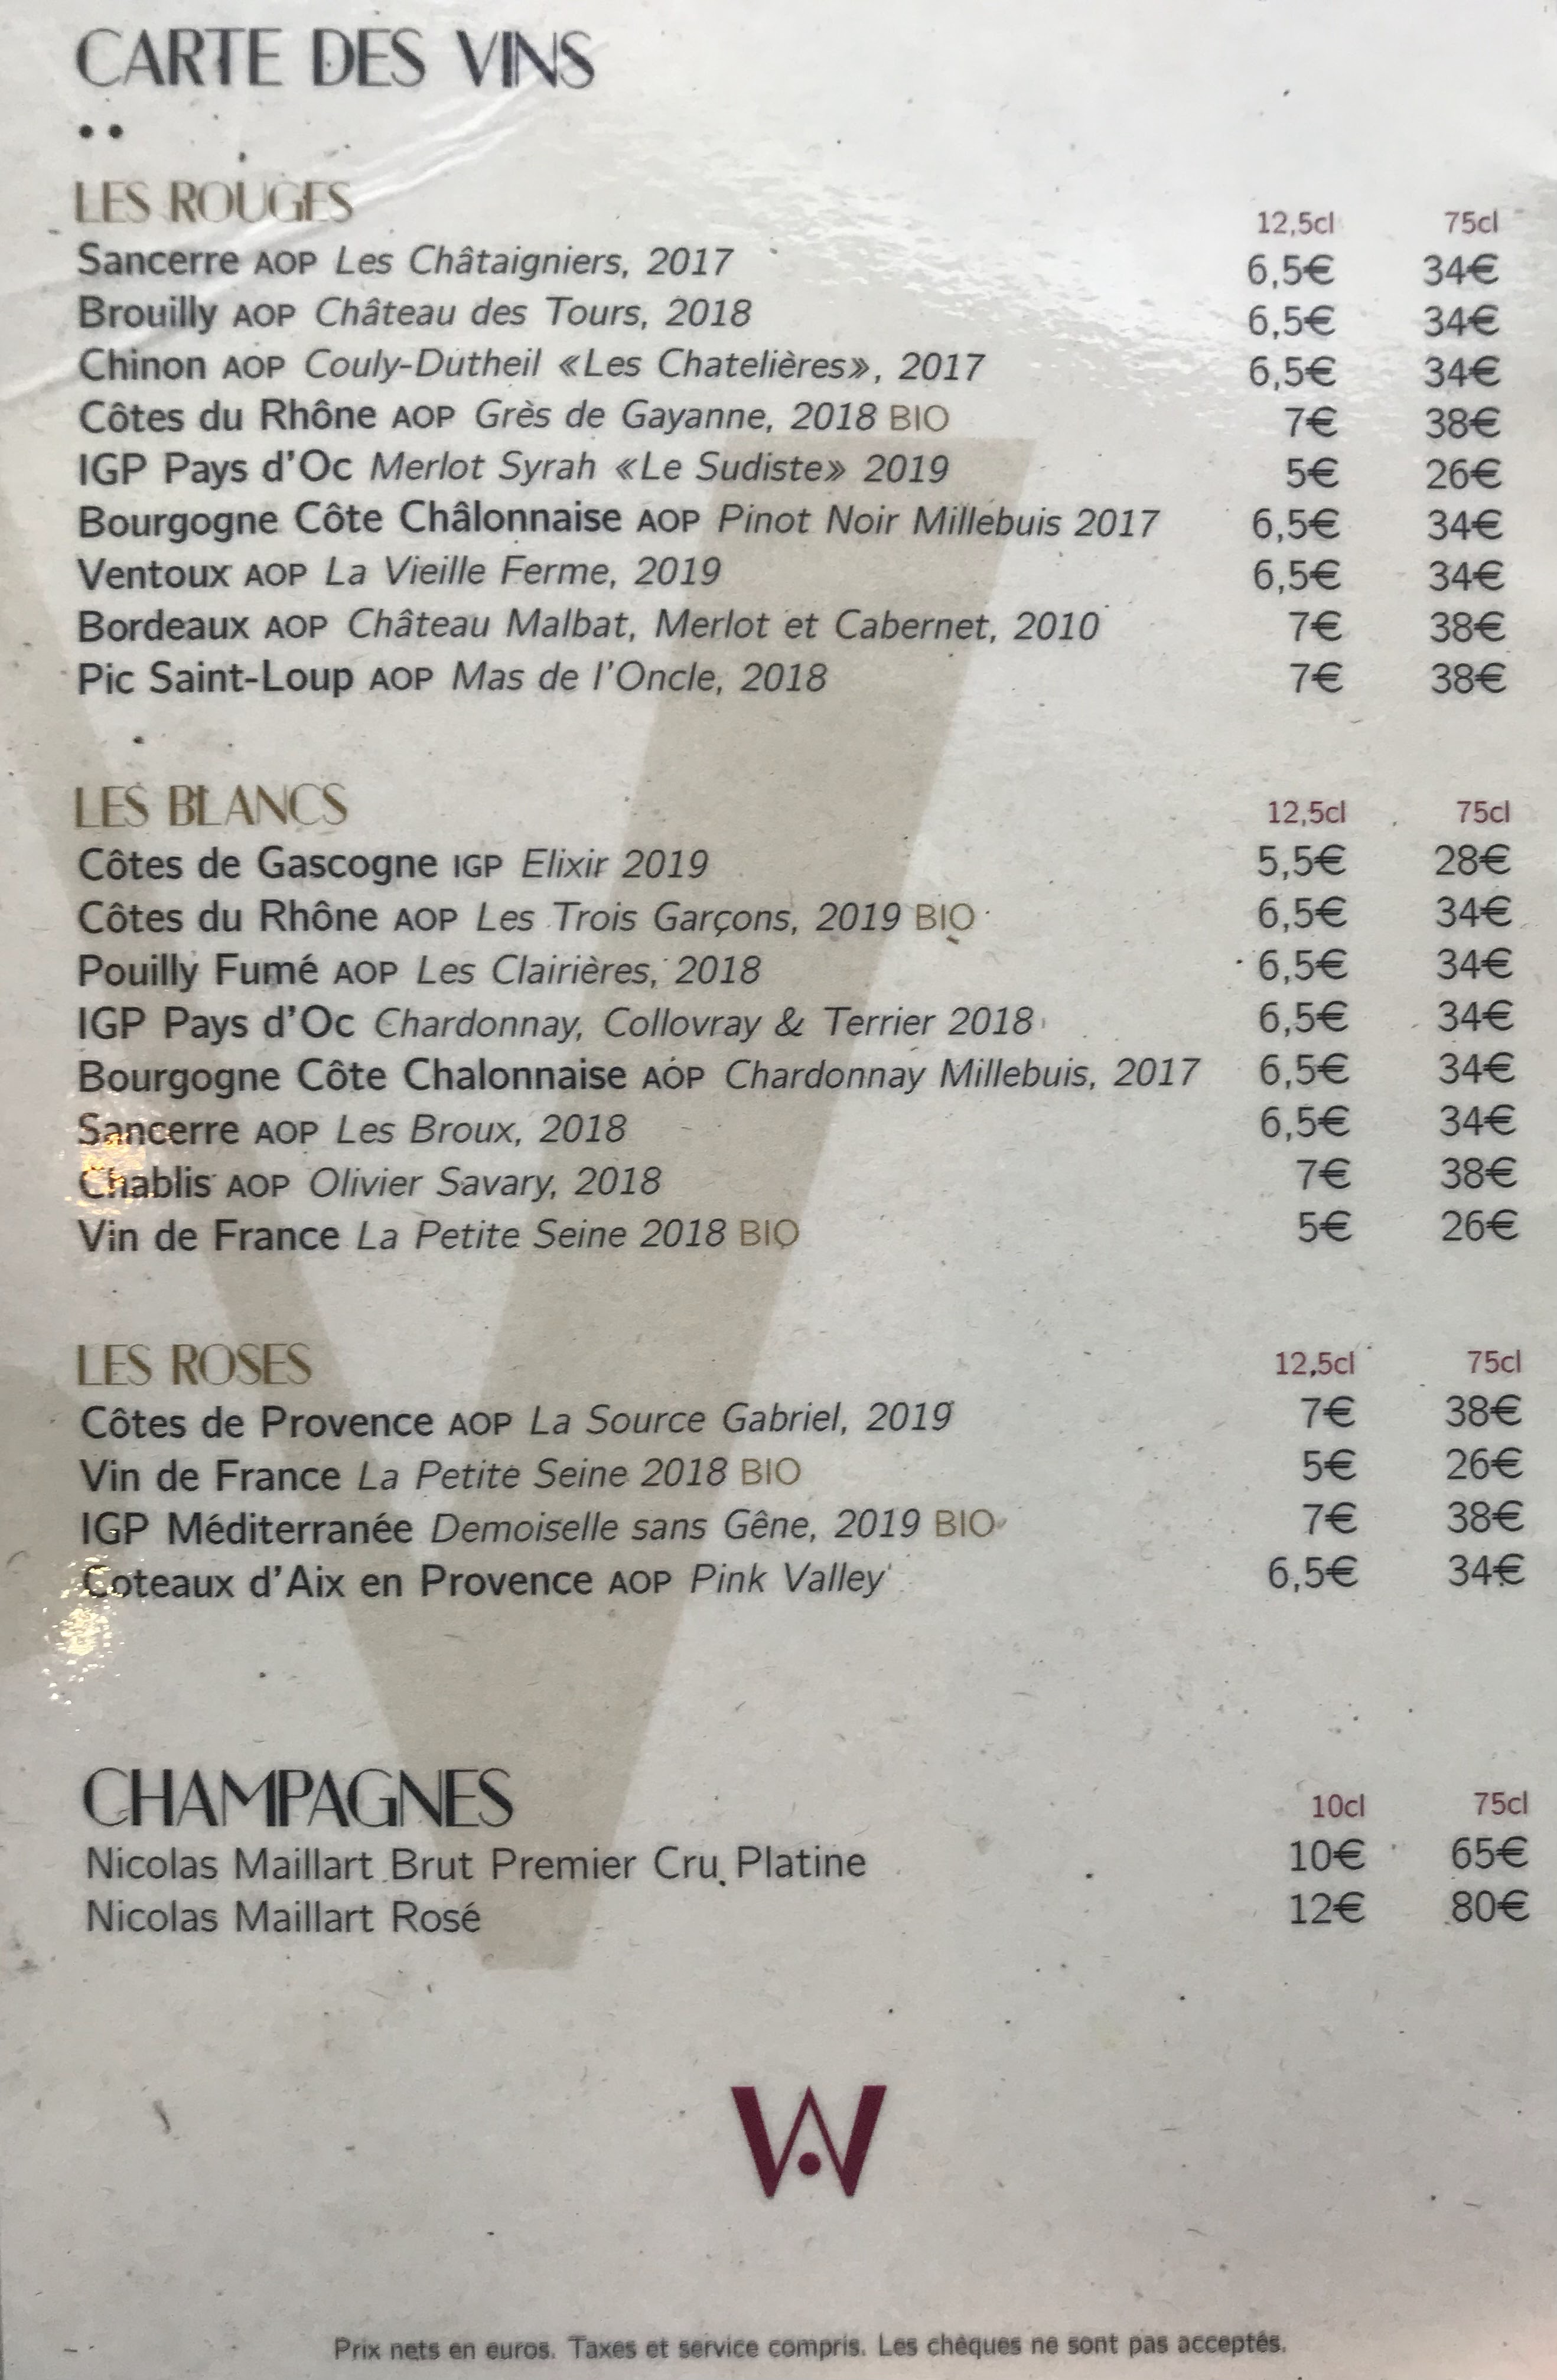 CARTE DES VINS
LES ROUGES 12,5cl 75cl
Sancerre AOP Les Châtaigniers, 2017 6,5€ 34€
Brouilly AOP Château des Tours, 2018 6,5€ 34€
Chinon AOP Couly-Dutheil «Les Chatelières», 2017 6,5€ 34€
Côtes du Rhône AOP Grès de Gayanne, 2018 BIO 7€ 38€
IGP Pays d'Oc Merlot Syrah «Le Sudiste» 2019 5€ 26€
Bourgogne Côte Châlonnaise AOP Pinot Noir Millebuis 2017 6,5€ 34€
Ventoux AOP La Vieille Ferme, 2019 6,5€ 34€
Bordeaux AOP Château Malbat, Merlot et Cabernet, 2010 7€ 38€
Pic Saint-Loup AOP Mas de l'Oncle, 2018 7€ 38€
LES BLANCS 12,5cl 75cl
Côtes de Gascogne IGP Elixir 2019 5,5€ 28€
Côtes du Rhône AOP Les Trois Garçons, 2019 BIO 6,5€ 34€
Pouilly Fumé AOP Les Clairières, 2018 6,5€ 34€
IGP Pays d'Oc Chardonnay, Collovray & Terrier 2018 6,5€ 34€
Bourgogne Côte Chalonnaise AOP Chardonnay Millebuis, 2017 6,5€ 34€
Sancerre AOP Les Broux, 2018 6,5€ 34€
Chablis AOP Olivier Savary, 2018 7€ 38€
Vin de France La Petite Seine 2018 BIO 5€ 26€
LES ROSES 12,5cl 75cl
Côtes de Provence AOP La Source Gabriel, 2019 7€ 38€
Vin de France La Petite Seine 2018 BIO 5€ 26€
IGP Méditerranée Demoiselle sans Gêne, 2019 BIO 7€ 38€
Coteaux d'Aix en Provence AOP Pink Valley 6,5€ 34€
CHAMPAGNES 10cl 75cl
Nicolas Maillart Brut Premier Cru Platine 10€ 65€
Nicolas Maillart Rosé 12€ 80€
Prix nets en euros. Taxes et service compris. Les chèques ne sont pas acceptés.